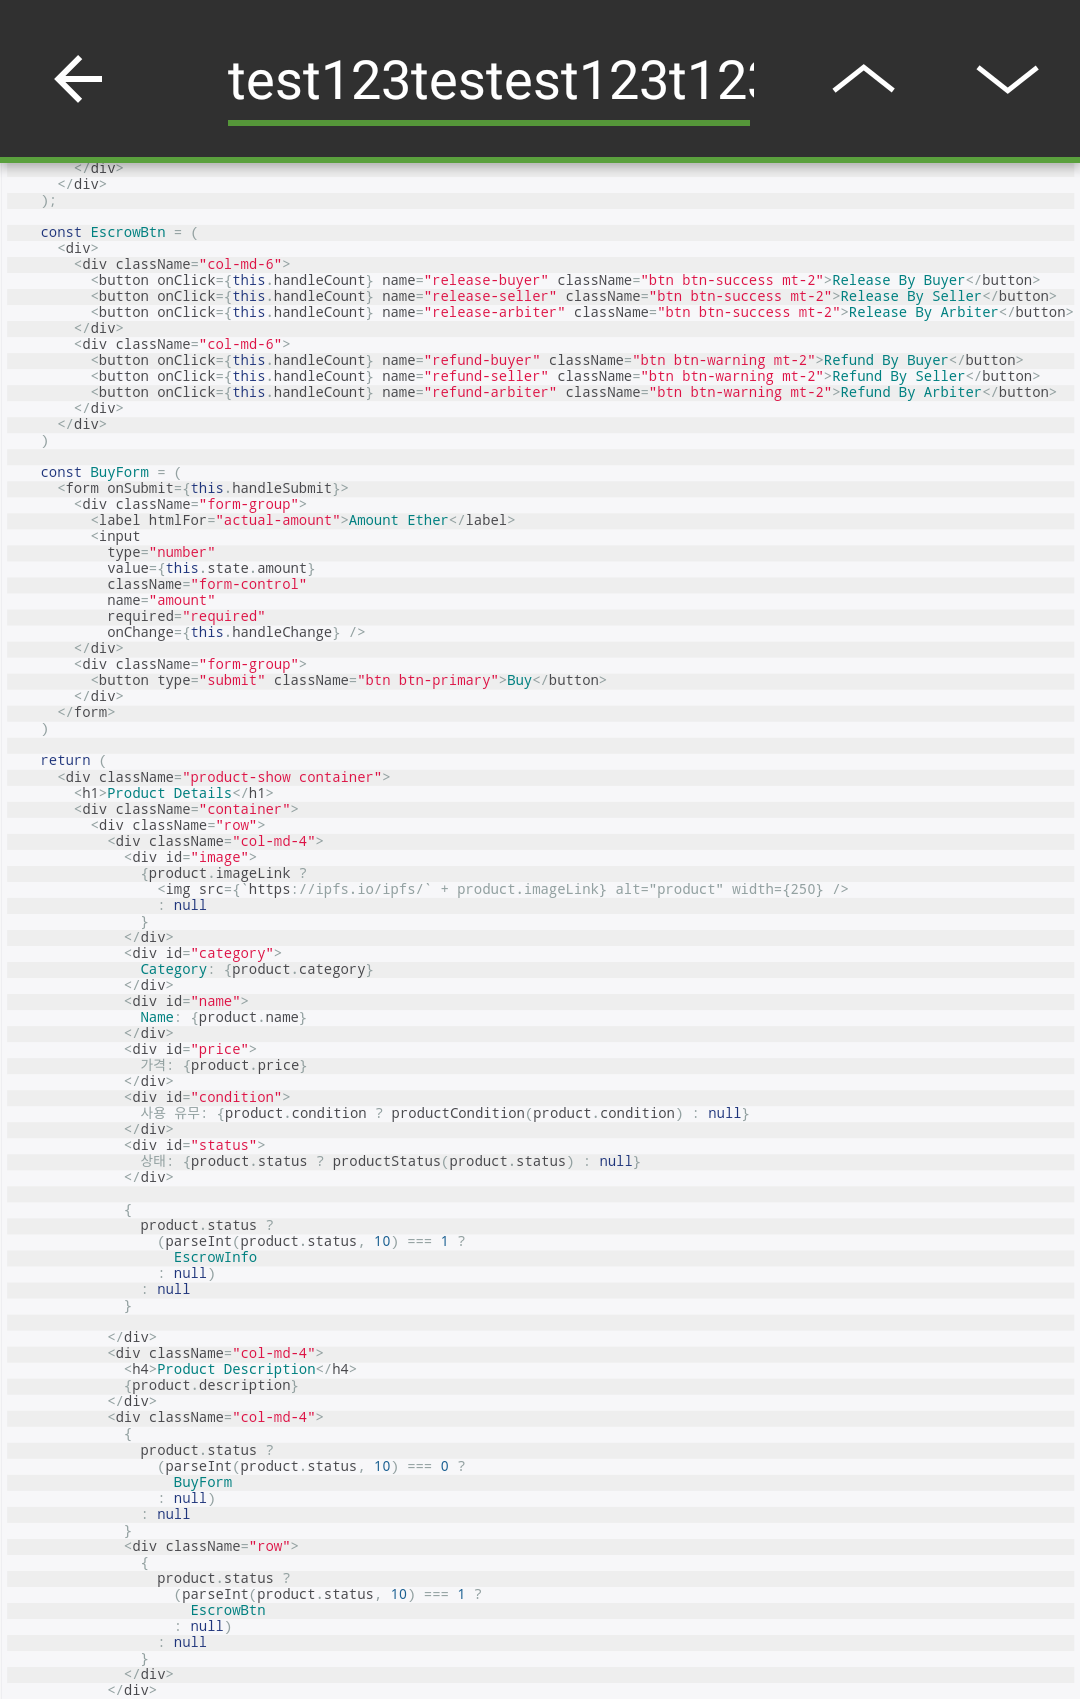 test123testest123t123
</div>
</div>
);
const EscrowBtn = (
<div>
<div className="col-md-6">
<button onClick={this.handleCount} name="release-buyer" className="btn btn-success mt-2">Release By Buyer</button>
<button onClick={this.handleCount} name="release-seller" className="btn btn-success mt-2">Release By Seller</button>
<button onClick={this.handleCount} name="release-arbiter" className="btn btn-success mt-2">Release By Arbiter</button>
</div>
<div className="col-md-6">
<button onClick={this.handleCount} name="refund-buyer" className="btn btn-warning mt-2">Refund By Buyer</button>
<button onClick={this.handleCount} name="refund-seller" className="btn btn-warning mt-2">Refund By Seller</button>
<button onClick={this.handleCount} name="refund-arbiter" className="btn btn-warning mt-2">Refund By Arbiter</button>
</div>
</div>
)
const BuyForm = (
<form onSubmit={this.handleSubmit}>
<div className="form-group">
<label htmlFor="actual-amount">Amount Ether</label>
<input
type="number"
value={this.state.amount}
className="form-control"
name="amount"
required="required"
onChange={this.handleChange} />
</div>
<div className="form-group">
<button type="submit" className="btn btn-primary">Buy</button>
</div>
</form>
)
return (
<div className="product-show container">
<h1>Product Details</h1>
<div className="container">
<div className="row">
<div className="col-md-4">
<div id="image">
{product.imageLink ?
<img src={`https://ipfs.io/ipfs/` + product.imageLink} alt="product" width={250} />
: null
}
</div>
<div id="category">
Category: {product.category}
</div>
<div id="name">
Name: {product.name}
</div>
<div id="price">
가격: {product.price}
</div>
<div id="condition">
사용 유무: {product.condition ? productCondition(product.condition) : null}
</div>
<div id="status">
상태: {product.status ? productStatus(product.status) : null}
</div>
{
product.status ?
(parseInt(product.status, 10) === 1 ?
EscrowInfo
: null)
: null
}
</div>
<div className="col-md-4">
<h4>Product Description</h4>
{product.description}
</div>
<div className="col-md-4">
{
product.status ?
(parseInt(product.status, 10) === 0 ?
BuyForm
: null)
: null
}
<div className="row">
{
product.status ?
(parseInt(product.status, 10) === 1 ?
EscrowBtn
: null)
: null
}
</div>
</div>